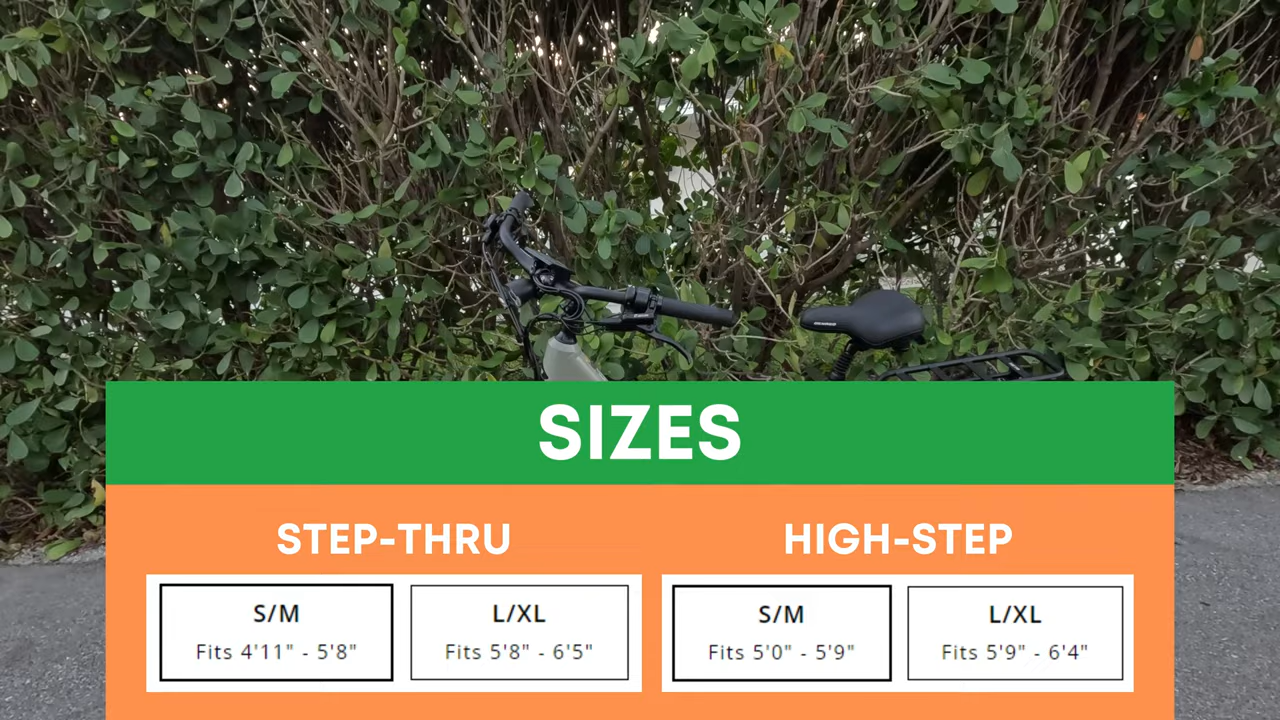 SIZES
STEP-THRU
S/M
Fits 4'11" - 5'8"
L/XL
Fits 5'8" - 6'5"
HIGH-STEP
S/M
Fits 5'0" - 5'9"
L/XL
Fits 5'9" - 6'4"